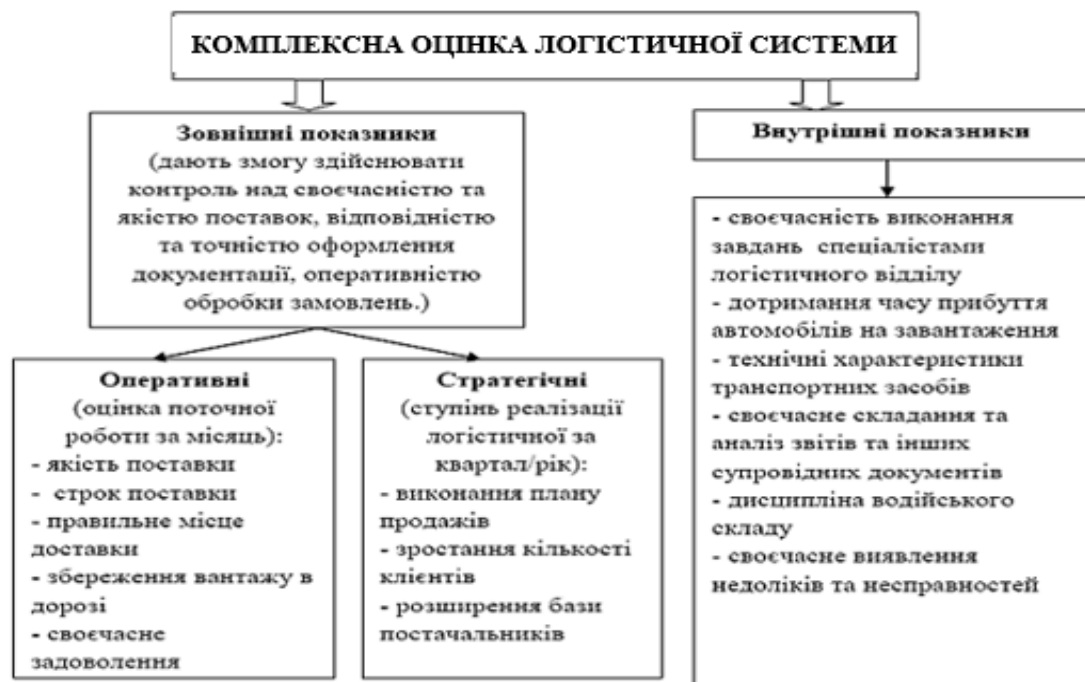 КОМПЛЕКСНА ОЦІНКА ЛОГІСТИЧНОЇ СИСТЕМИ
Зовнішні показники
(дають змогу здійснювати
контроль над своєчасністю та
якістю поставок, відповідністю
та точністю оформлення
документації, оперативністю
обробки замовлень.)
Оперативні
(оцінка поточної
роботи за місяць):
- якість поставки
- строк поставки
- правильне місце
доставки
- збереження вантажу в
дорозі
- своєчасне
задоволення
Стратегічні
(ступінь реалізації
логістичної за
квартал/рік):
- виконання плану
продажів
- зростання кількості
клієнтів
- розширення бази
постачальників
Внутрішні показники
- своєчасність виконання
завдань спеціалістами
логістичного відділу
- дотримання часу прибуття
автомобілів на завантаження
- технічні характеристики
транспортних засобів
- своєчасне складання та
аналіз звітів та інших
супровідних документів
- дисципліна водійського
складу
- своєчасне виявлення
недоліків та несправностей